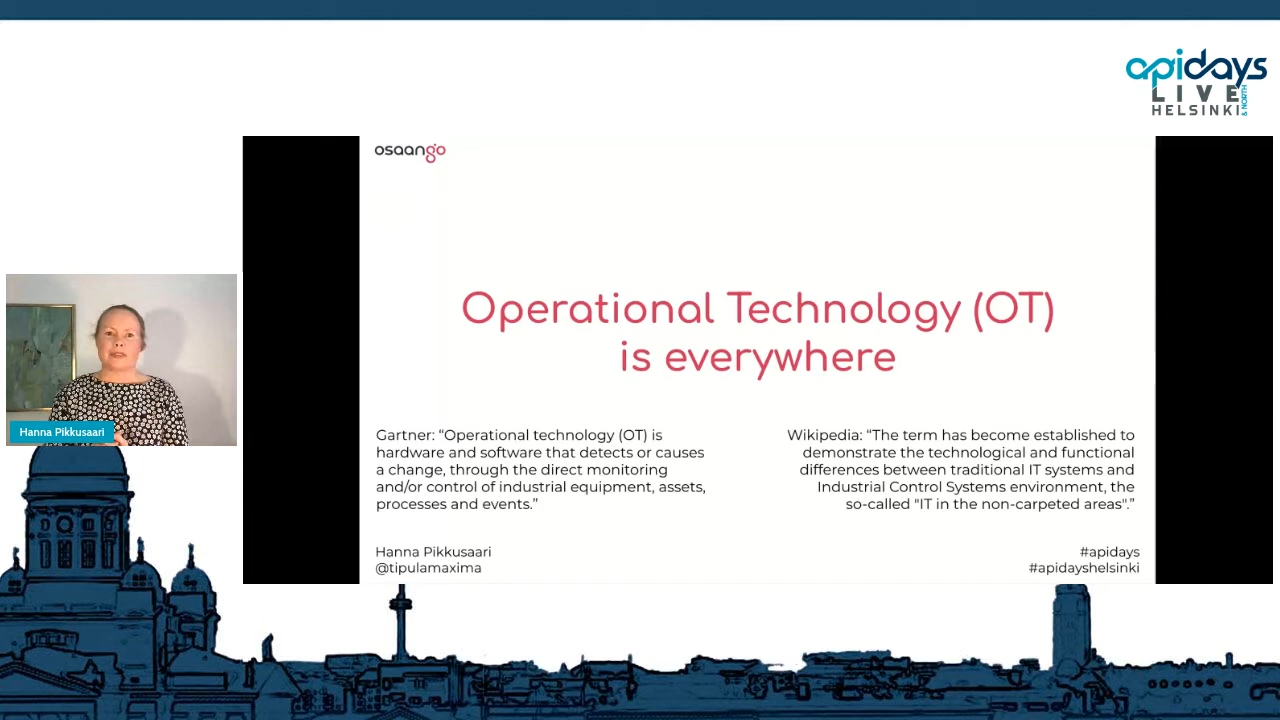 apidays
LIVE
HELSINKI
& NORTH
osaango
Operational Technology (OT)
is everywhere
Gartner: “Operational technology (OT) is
hardware and software that detects or causes
a change, through the direct monitoring
and/or control of industrial equipment, assets,
processes and events.”
Wikipedia: “The term has become established to
demonstrate the technological and functional
differences between traditional IT systems and
Industrial Control Systems environment, the
so-called "IT in the non-carpeted areas".”
Hanna Pikkusaari
@tipulamaxima
#apidays
#apidayshelsinki
Hanna Pikkusaari